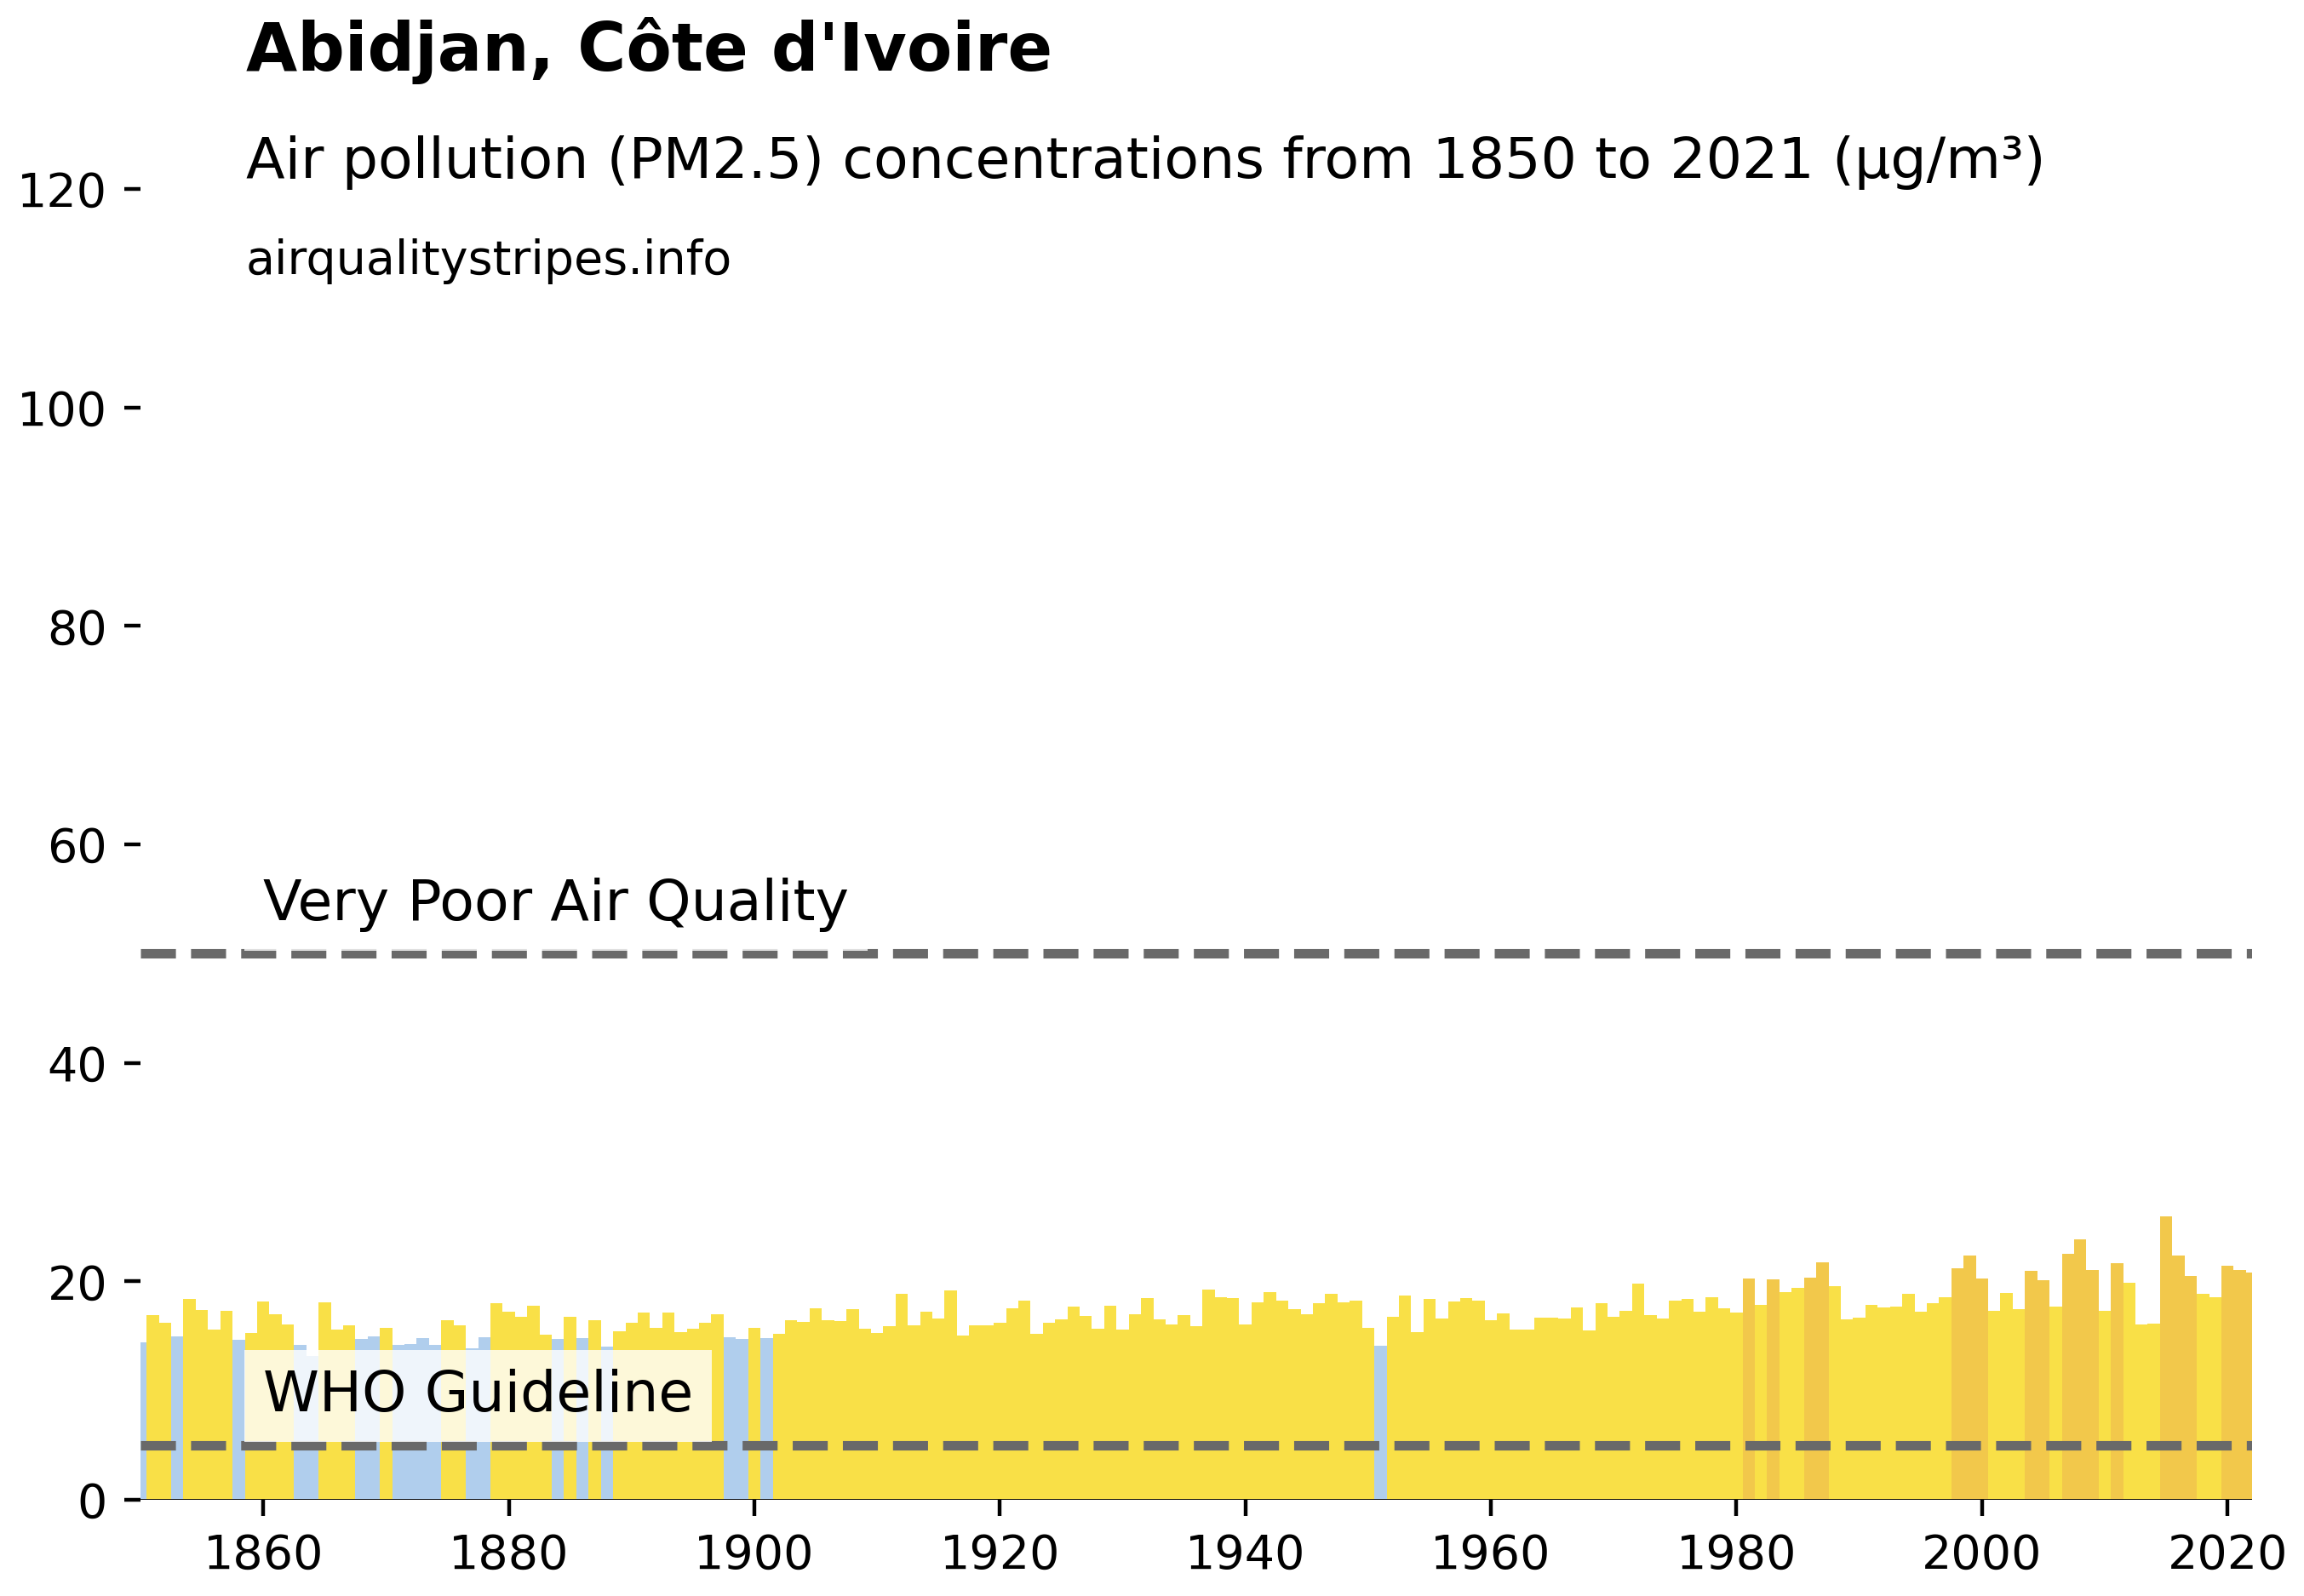 Abidjan, Côte d'Ivoire
Air pollution (PM2.5) concentrations from 1850 to 2021 (µg/m³)
airqualitystripes.info
120
100
80
60
Very Poor Air Quality
40
20
WHO Guideline
0
1860 1880 1900 1920 1940 1960 1980 2000 2020